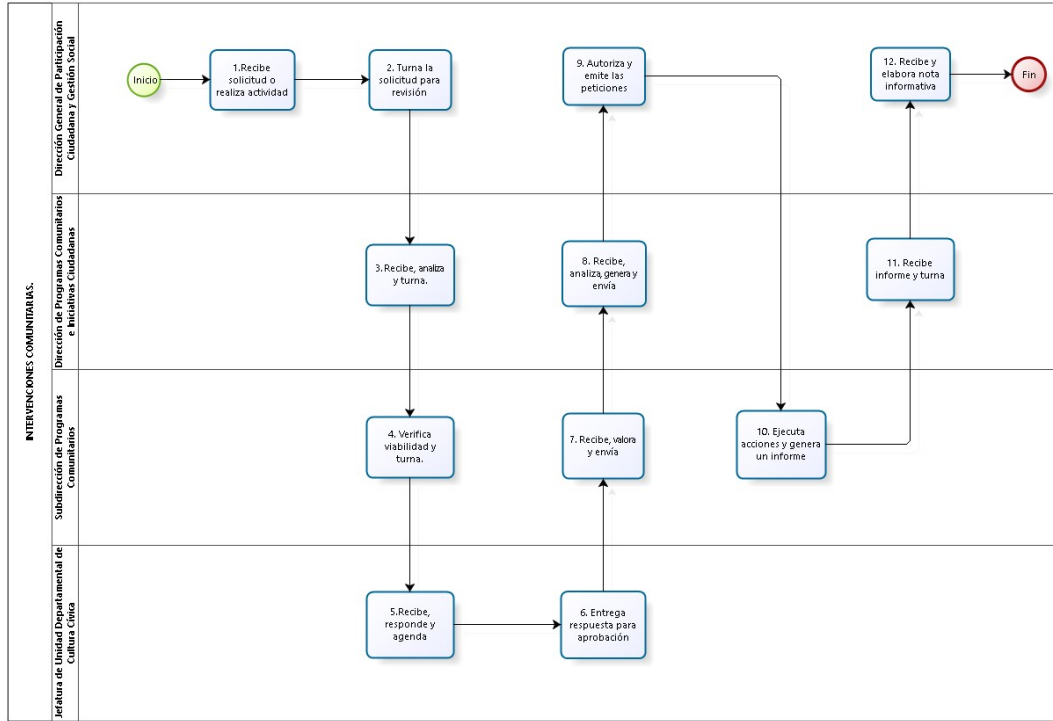 INTERVENCIONES COMUNITARIAS.
Dirección General de Participación
Ciudadana y Gestión Social
Inicio
1.Recibe
solicitud o
realiza actividad
2. Turna la
solicitud para
revisión
9. Autoriza y
emite las
peticiones
12. Recibe y
elabora nota
informativa
Fin
Dirección de Programas Comunitarios
e Iniciativas Ciudadanas
3.Recibe, analiza
y turna.
8. Recibe,
analiza, genera y
envía
11. Recibe
informe y turna
Subdirección de Programas
Comunitarios
4. Verifica
viabilidad y
turna.
7. Recibe, valora
y envía
10. Ejecuta
acciones y genera
un informe
Jefatura de Unidad Departamental de
Cultura Cívica
5.Recibe,
responde y
agenda
6. Entrega
respuesta para
aprobación